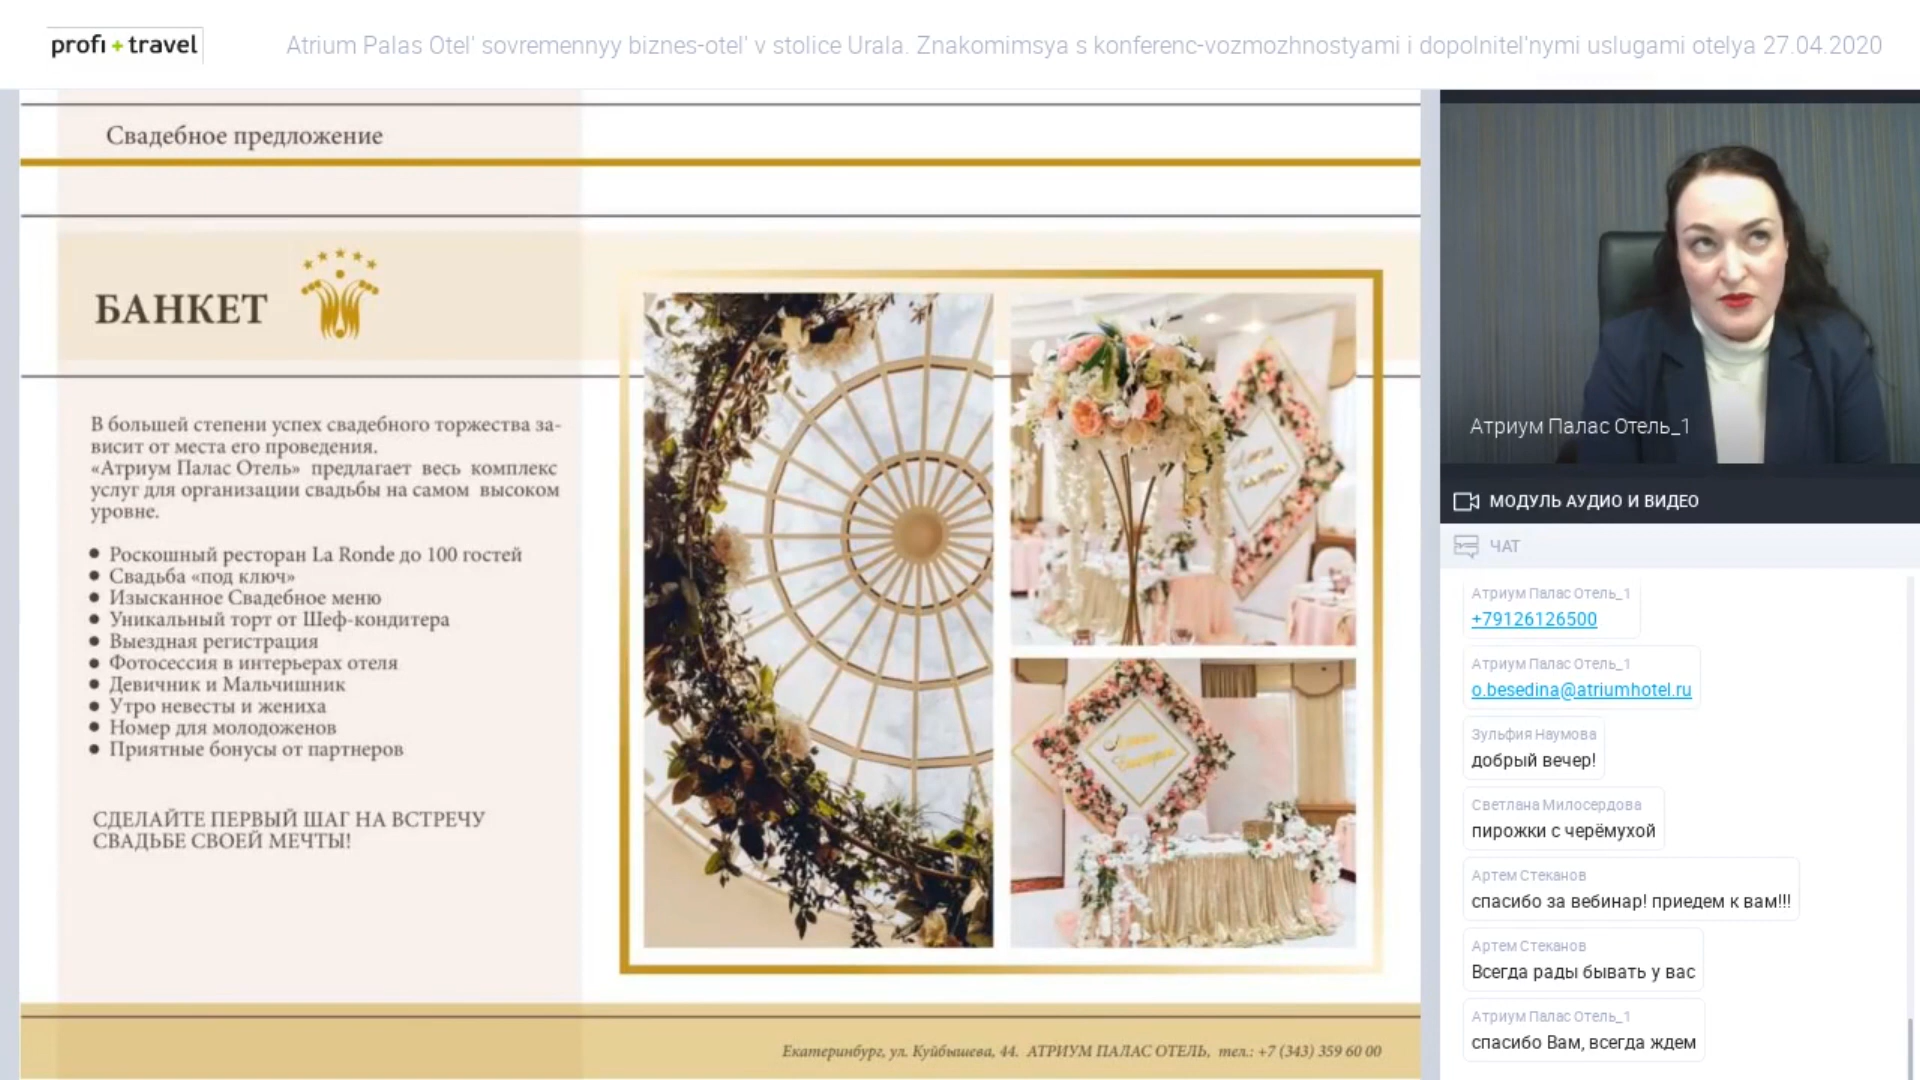 profi + travel
Atrium Palas Otel' sovremennyy biznes-otel' v stolice Urala. Znakomimsya s konferenc-vozmozhnostyami i dopolnitel'nymi uslugami otelya 27.04.2020
Свадебное предложение
БАНКЕТ
В большей степени успех свадебного торжества за-
висит от места его проведения.
«Атриум Палас Отель» предлагает весь комплекс
услуг для организации свадьбы на самом высоком
уровне.
● Роскошный ресторан La Ronde до 100 гостей
● Свадьба «под ключ»
● Изысканное Свадебное меню
● Уникальный торт от Шеф-кондитера
● Выездная регистрация
● Фотосессия в интерьерах отеля
● Девичник и Мальчишник
● Утро невесты и жениха
● Номер для молодоженов
● Приятные бонусы от партнеров
СДЕЛАЙТЕ ПЕРВЫЙ ШАГ НА ВСТРЕЧУ
СВАДЬБЕ СВОЕЙ МЕЧТЫ!
Екатеринбург, ул. Куйбышева, 44. АТРИУМ ПАЛАС ОТЕЛЬ, тел.: +7 (343) 359 60 00
Атриум Палас Отель_1
МОДУЛЬ АУДИО И ВИДЕО
ЧАТ
Атриум Палас Отель_1
+79126126500
Атриум Палас Отель_1
o.besedina@atriumhotel.ru
Зульфия Наумова
добрый вечер!
Светлана Милосердова
пирожки с черёмухой
Артем Стеканов
спасибо за вебинар! приедем к вам!!!
Артем Стеканов
Всегда рады бывать у вас
Атриум Палас Отель_1
спасибо Вам, всегда ждем